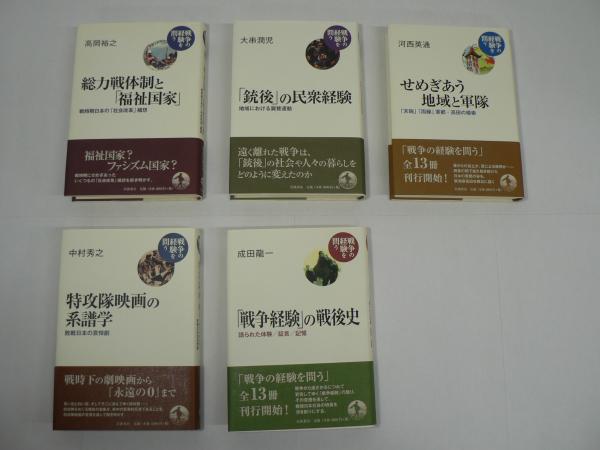 高岡裕之
戦争の
経験を
問う
総力戦体制と
「福祉国家」
戦時期日本の「社会改革」構想
福祉国家?
ファシズム国家?
大串潤児
戦争の
経験を
問う
「銃後」の民衆経験
地域における翼賛運動
遠く離れた戦争は、
「銃後」の社会や人々の暮らしを
どのように変えたのか
河西英通
戦争の
経験を
問う
せめぎあう
地域と軍隊
「末端」「周縁」軍都・高田の模索
「戦争の経験を問う」
全13冊
刊行開始!
中村秀之
戦争の
経験を
問う
特攻隊映画の
系譜学
敗戦日本の哀悼劇
戦時下の劇映画から
「永遠の0」まで
成田龍一
戦争の
経験を
問う
「戦争経験」の戦後史
語られた体験/証言/記憶
「戦争の経験を問う」
全13冊
刊行開始!